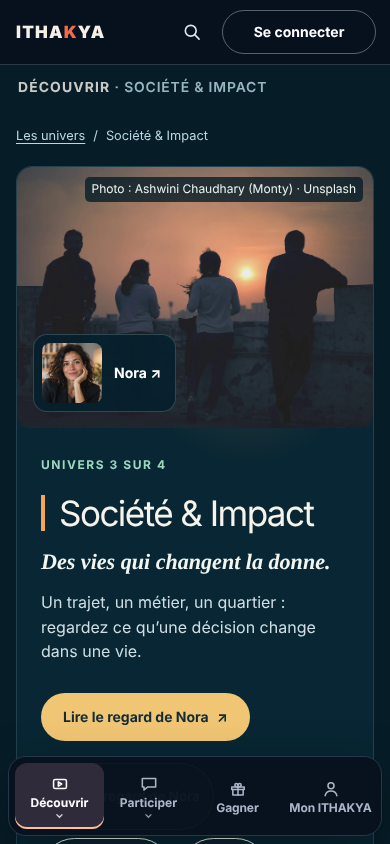 ITHAKYA
Se connecter
DÉCOUVRIR · SOCIÉTÉ & IMPACT
Les univers / Société & Impact
Photo : Ashwini Chaudhary (Monty) · Unsplash
Nora ↗
UNIVERS 3 SUR 4
Société & Impact
Des vies qui changent la donne.
Un trajet, un métier, un quartier :
regardez ce qu’une décision change
dans une vie.
Lire le regard de Nora ↗
Découvrir
Participer
Gagner
Mon ITHAKYA